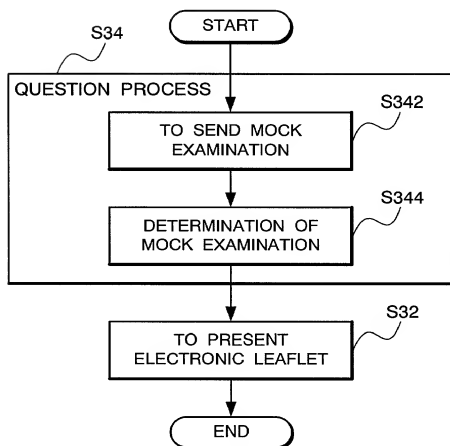 START
S34
QUESTION PROCESS
S342
TO SEND MOCK
EXAMINATION
S344
DETERMINATION OF
MOCK EXAMINATION
S32
TO PRESENT
ELECTRONIC LEAFLET
END